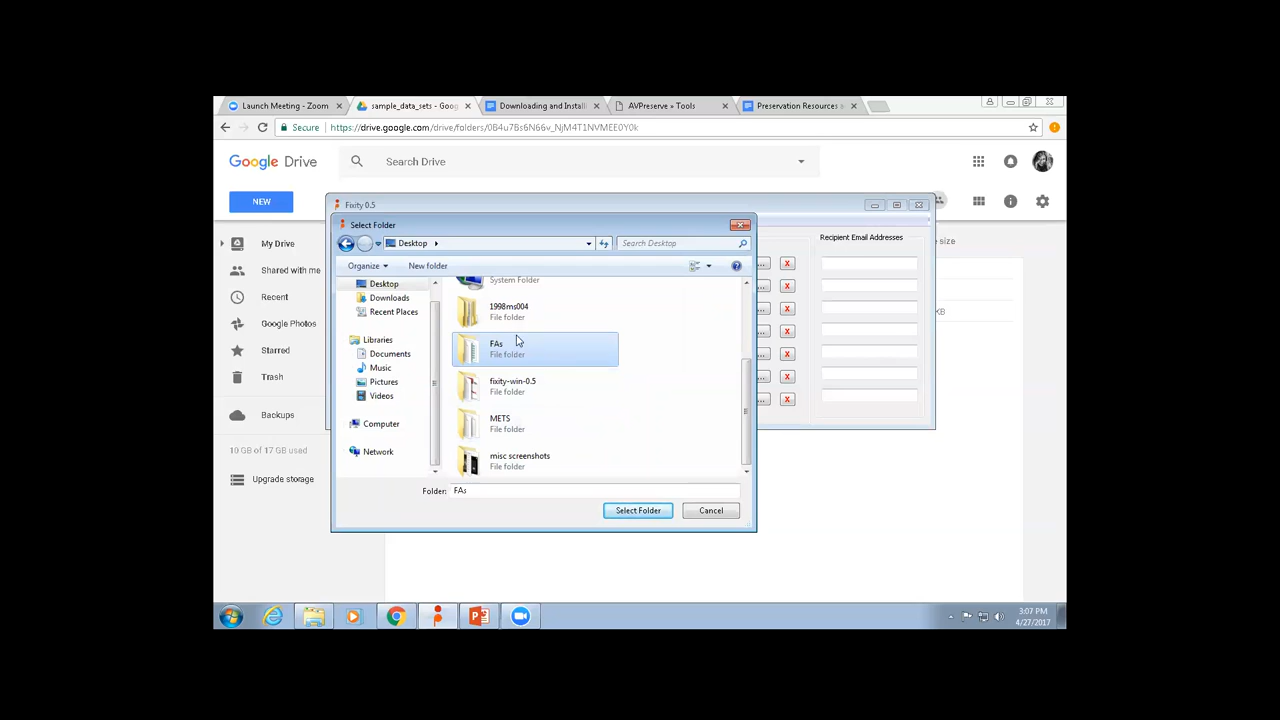 Launch Meeting - Zoom
sample_data_sets - Goog
Downloading and Install
AVPreserve » Tools
Preservation Resources a
Secure
https://drive.google.com/drive/folders/0B4u7Bs6N66v_NjM4T1NVMEE0Y0k
Google Drive
Search Drive
NEW
My Drive
Shared with me
Recent
Google Photos
Starred
Trash
Backups
10 GB of 17 GB used
Upgrade storage
Fixity 0.5
Recipient Email Addresses
e size
KB
Select Folder
Desktop
Search Desktop
Organize
New folder
Desktop
Downloads
Recent Places
Libraries
Documents
Music
Pictures
Videos
Computer
Network
System Folder
1998ms004
File folder
FAs
File folder
fixity-win-0.5
File folder
METS
File folder
misc screenshots
File folder
Folder:
FAs
Select Folder
Cancel
3:07 PM
4/27/2017